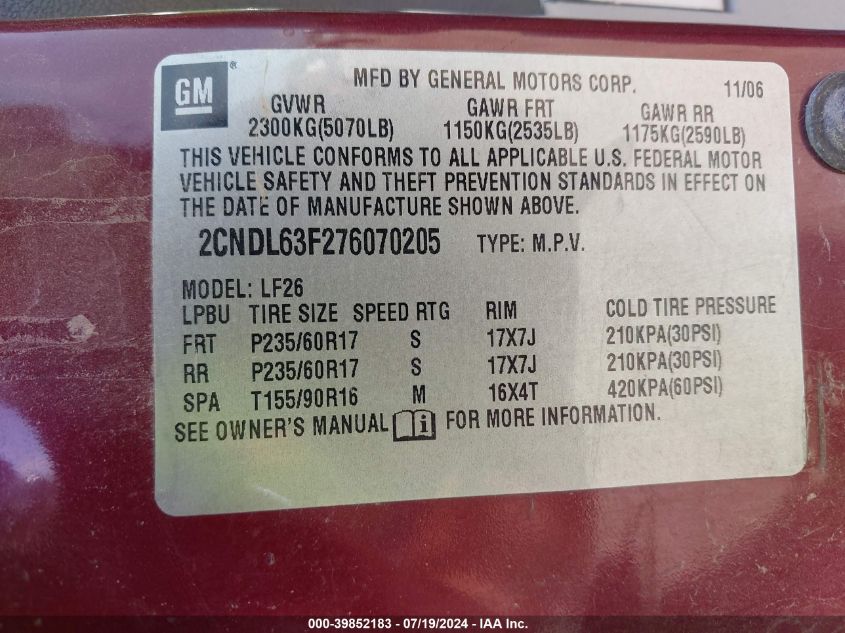 GM ®
MFD BY GENERAL MOTORS CORP. 11/06
GVWR GAWR FRT GAWR RR
2300KG(5070LB) 1150KG(2535LB) 1175KG(2590LB)
THIS VEHICLE CONFORMS TO ALL APPLICABLE U.S. FEDERAL MOTOR
VEHICLE SAFETY AND THEFT PREVENTION STANDARDS IN EFFECT ON
THE DATE OF MANUFACTURE SHOWN ABOVE.
2CNDL63F276070205 TYPE: M.P.V.
MODEL: LF26
LPBU TIRE SIZE SPEED RTG RIM COLD TIRE PRESSURE
FRT P235/60R17 S 17X7J 210KPA(30PSI)
RR P235/60R17 S 17X7J 210KPA(30PSI)
SPA T155/90R16 M 16X4T 420KPA(60PSI)
SEE OWNER'S MANUAL i FOR MORE INFORMATION.
000-39852183 - 07/19/2024 - IAA Inc.